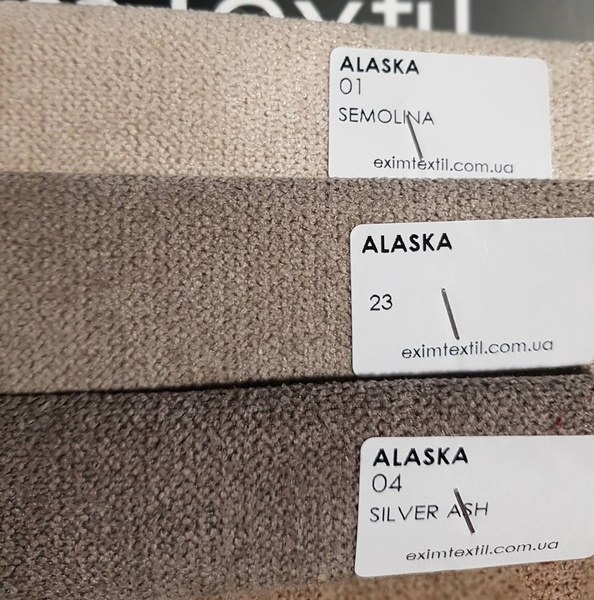 ALASKA
01
SEMOLINA
eximtextil.com.ua
ALASKA
23
eximtextil.com.ua
ALASKA
04
SILVER ASH
eximtextil.com.ua